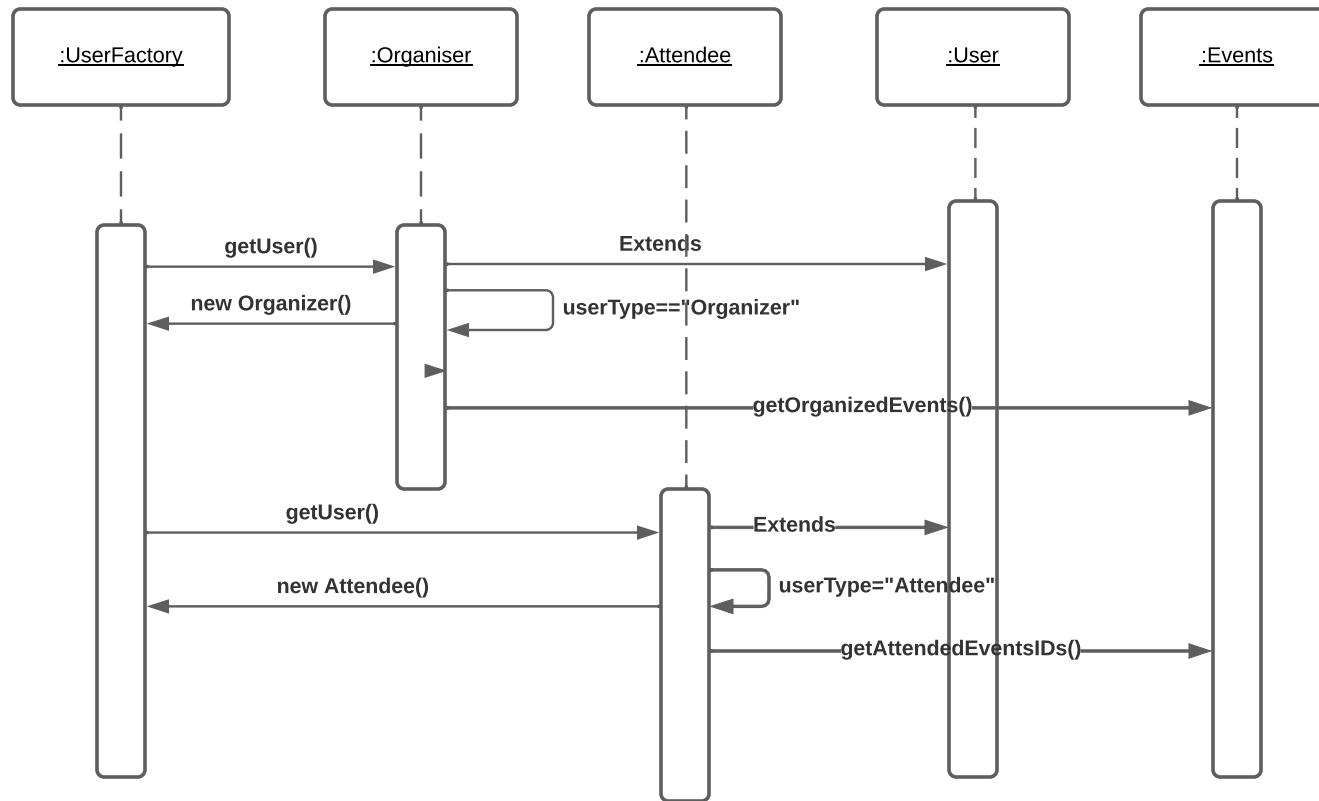 :UserFactory
:Organiser
:Attendee
:User
:Events
getUser()
Extends
new Organizer()
userType=="Organizer"
getOrganizedEvents()
getUser()
Extends
new Attendee()
userType="Attendee"
getAttendedEventsIDs()